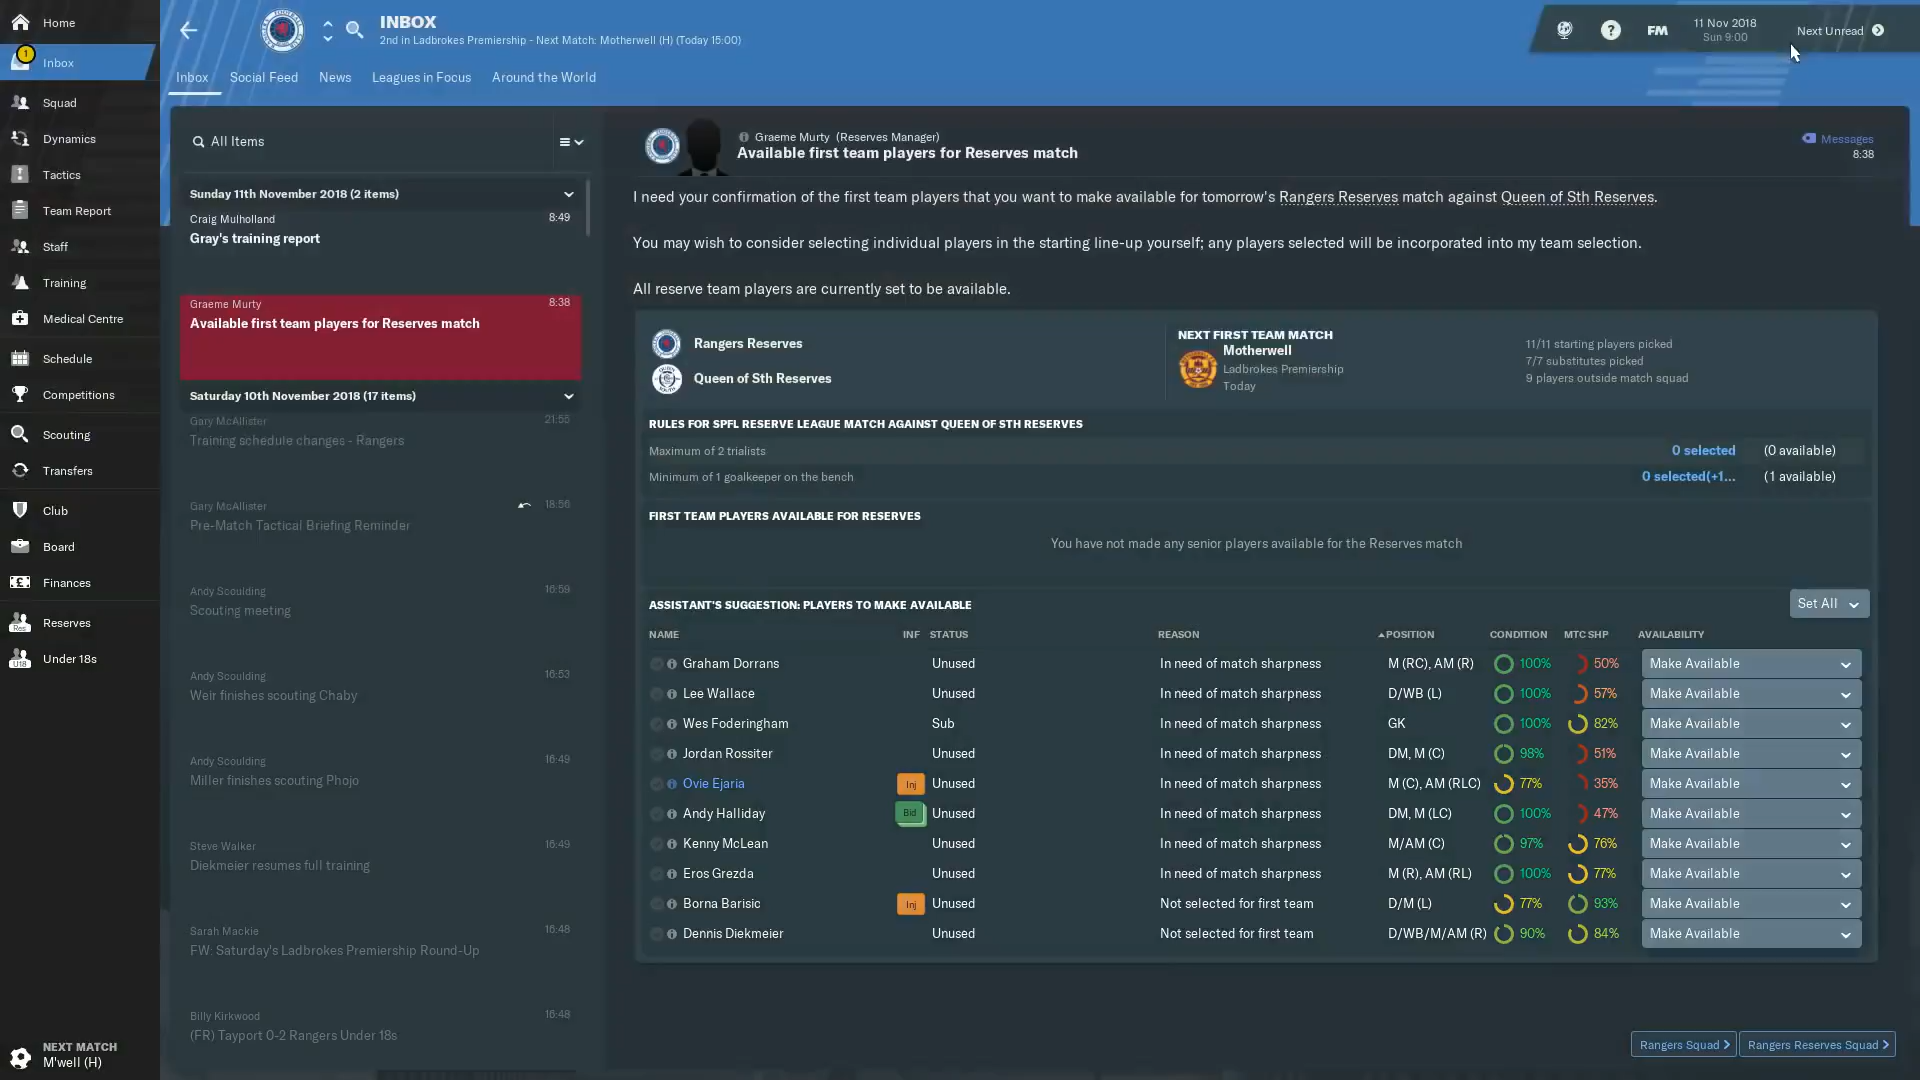 Home
1
Inbox
Squad
Dynamics
Tactics
Team Report
Staff
Training
Medical Centre
Schedule
Competitions
Scouting
Transfers
Club
Board
Finances
Res
Reserves
U18
Under 18s
NEXT MATCH
M'well (H)
INBOX
2nd in Ladbrokes Premiership - Next Match: Motherwell (H) (Today 15:00)
FM
11 Nov 2018
Sun 9:00
Next Unread
Inbox Social Feed News Leagues in Focus Around the World
All Items
Sunday 11th November 2018 (2 items)
Craig Mulholland 8:49
Gray's training report
Graeme Murty 8:38
Available first team players for Reserves match
Saturday 10th November 2018 (17 items)
Gary McAllister 21:55
Training schedule changes - Rangers
Gary McAllister 18:56
Pre-Match Tactical Briefing Reminder
Andy Scoulding 16:59
Scouting meeting
Andy Scoulding 16:53
Weir finishes scouting Chaby
Andy Scoulding 16:49
Miller finishes scouting Phojo
Steve Walker 16:49
Diekmeier resumes full training
Sarah Mackie 16:48
FW: Saturday's Ladbrokes Premiership Round-Up
Billy Kirkwood 16:48
(FR) Tayport 0-2 Rangers Under 18s
Graeme Murty (Reserves Manager)
Available first team players for Reserves match
Messages
8:38
I need your confirmation of the first team players that you want to make available for tomorrow's Rangers Reserves match against Queen of Sth Reserves.
You may wish to consider selecting individual players in the starting line-up yourself; any players selected will be incorporated into my team selection.
All reserve team players are currently set to be available.
Rangers Reserves
Queen of Sth Reserves
NEXT FIRST TEAM MATCH
Motherwell
Ladbrokes Premiership
Today
11/11 starting players picked
7/7 substitutes picked
9 players outside match squad
RULES FOR SPFL RESERVE LEAGUE MATCH AGAINST QUEEN OF STH RESERVES
Maximum of 2 trialists 0 selected (0 available)
Minimum of 1 goalkeeper on the bench 0 selected(+1... (1 available)
FIRST TEAM PLAYERS AVAILABLE FOR RESERVES
You have not made any senior players available for the Reserves match
ASSISTANT'S SUGGESTION: PLAYERS TO MAKE AVAILABLE
Set All
NAME INF STATUS REASON POSITION CONDITION MTC SHP AVAILABILITY
Graham Dorrans Unused In need of match sharpness M (RC), AM (R) 100% 50% Make Available
Lee Wallace Unused In need of match sharpness D/WB (L) 100% 57% Make Available
Wes Foderingham Sub In need of match sharpness GK 100% 82% Make Available
Jordan Rossiter Unused In need of match sharpness DM, M (C) 98% 51% Make Available
Ovie Ejaria Inj Unused In need of match sharpness M (C), AM (RLC) 77% 35% Make Available
Andy Halliday Bid Unused In need of match sharpness DM, M (LC) 100% 47% Make Available
Kenny McLean Unused In need of match sharpness M/AM (C) 97% 76% Make Available
Eros Grezda Unused In need of match sharpness M (R), AM (RL) 100% 77% Make Available
Borna Barisic Inj Unused Not selected for first team D/M (L) 77% 93% Make Available
Dennis Diekmeier Unused Not selected for first team D/WB/M/AM (R) 90% 84% Make Available
Rangers Squad
Rangers Reserves Squad